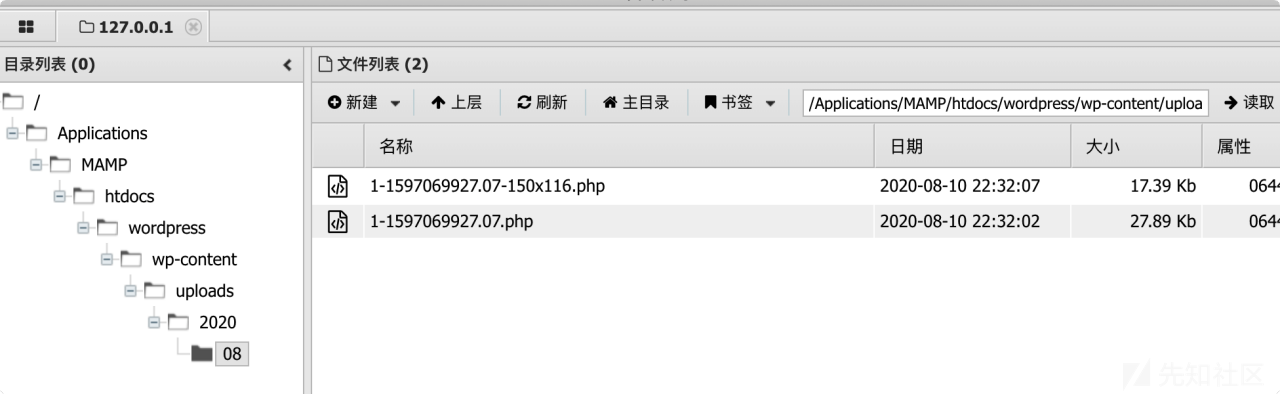 127.0.0.1
目录列表 (0)
文件列表 (2)
新建 上层 刷新 主目录 书签 /Applications/MAMP/htdocs/wordpress/wp-content/uploa 读取
/
Applications
MAMP
htdocs
wordpress
wp-content
uploads
2020
08
名称 日期 大小 属性
1-1597069927.07-150x116.php 2020-08-10 22:32:07 17.39 Kb 0644
1-1597069927.07.php 2020-08-10 22:32:02 27.89 Kb 0644
先知社区